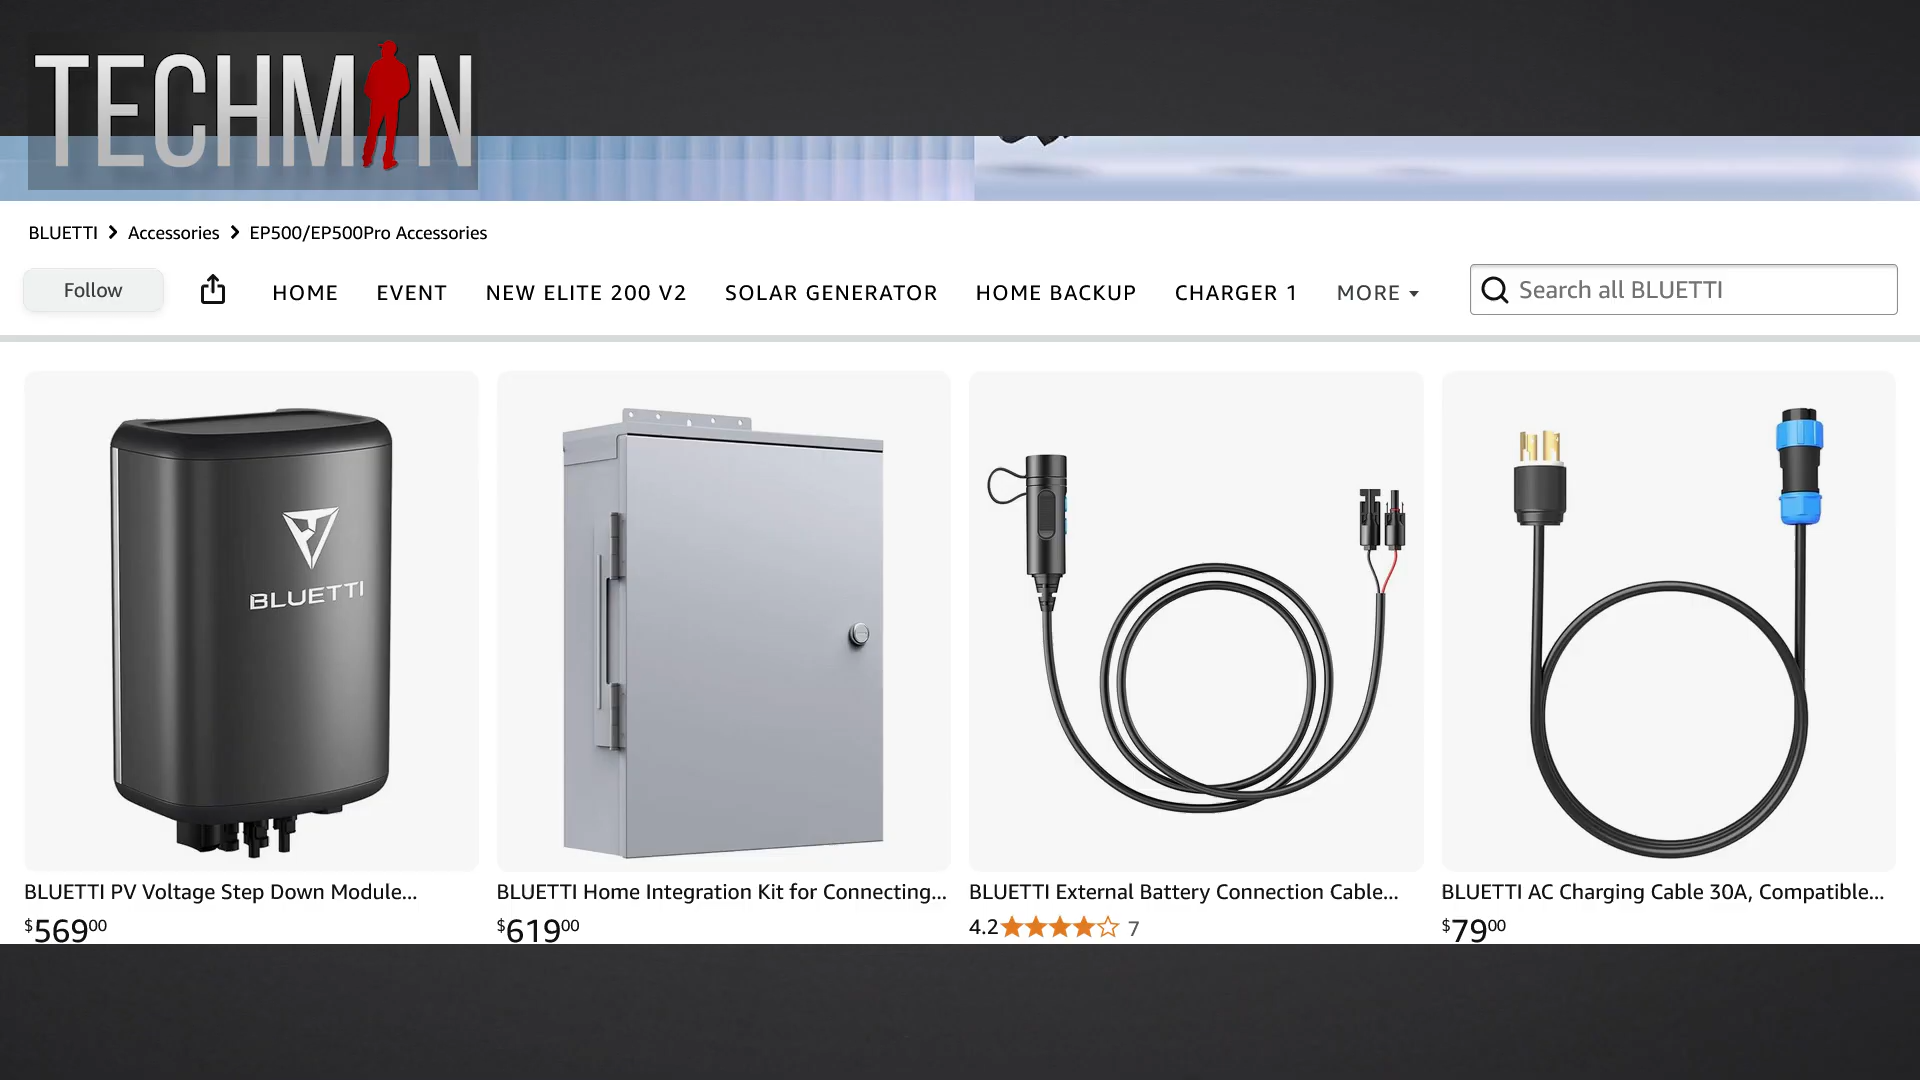 TECHMAN
BLUETTI > Accessories > EP500/EP500Pro Accessories
Follow
HOME
EVENT
NEW ELITE 200 V2
SOLAR GENERATOR
HOME BACKUP
CHARGER 1
MORE
Search all BLUETTI
BLUETTI
BLUETTI PV Voltage Step Down Module...
$56900
BLUETTI Home Integration Kit for Connecting...
$61900
BLUETTI External Battery Connection Cable...
4.2 7
BLUETTI AC Charging Cable 30A, Compatible...
$7900